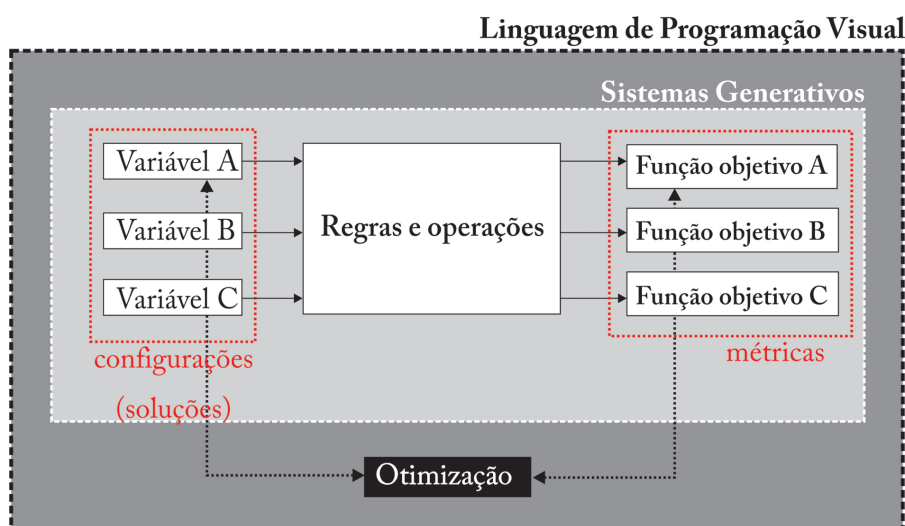 Linguagem de Programação Visual
Sistemas Generativos
Variável A
Variável B
Variável C
configurações
(soluções)
Regras e operações
Função objetivo A
Função objetivo B
Função objetivo C
métricas
Otimização